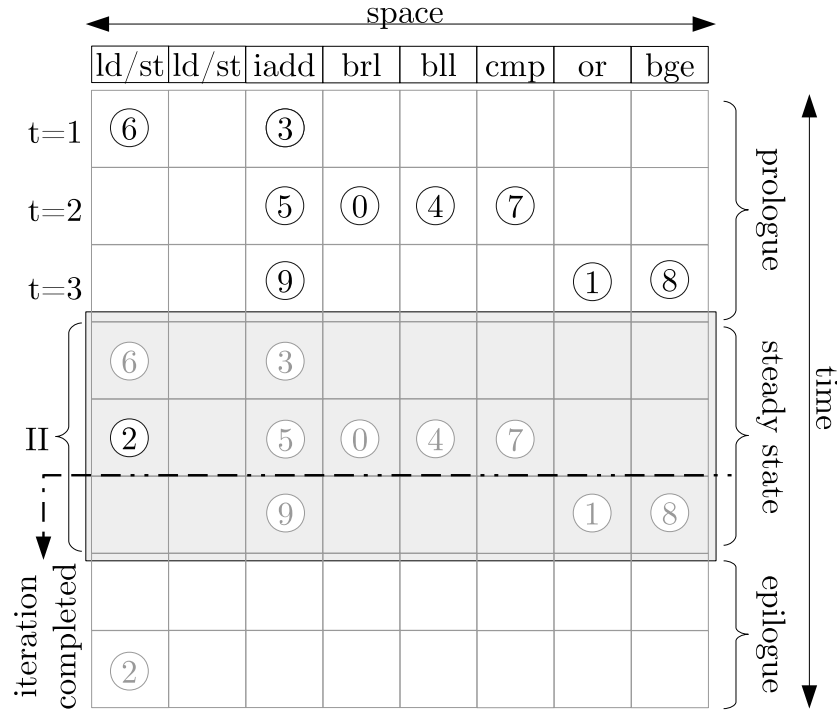 space
ld/st ld/st iadd brl bll cmp or bge
t=1 6 3
t=2 5 0 4 7
t=3 9 1 8
prologue
6 3
II 2 5 0 4 7
9 1 8
steady state
time
iteration
completed
2
epilogue